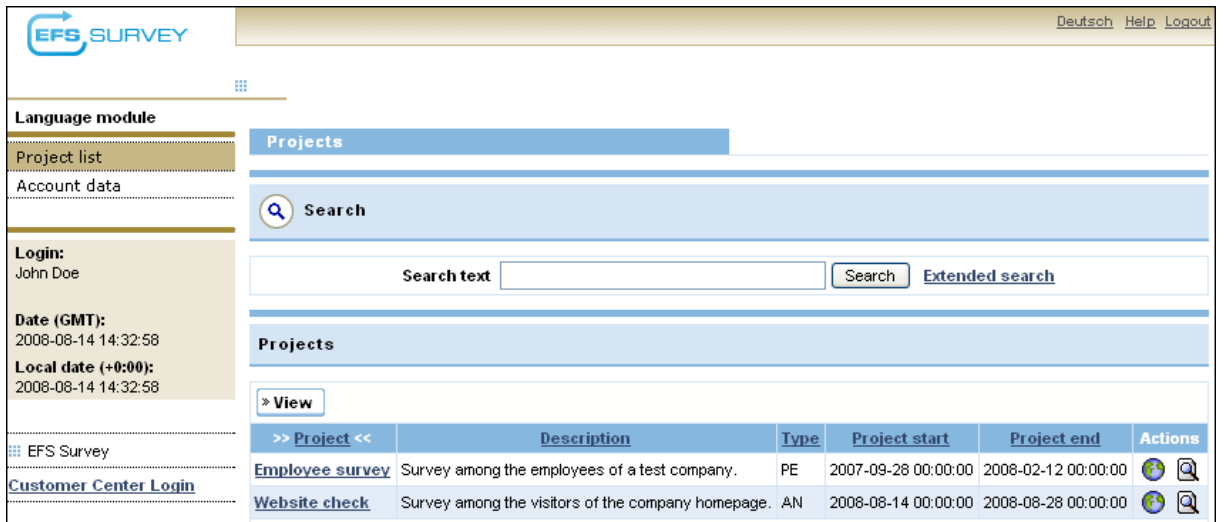 EFS SURVEY
Deutsch Help Logout
Language module
Project list
Account data
Login:
John Doe
Date (GMT):
2008-08-14 14:32:58
Local date (+0:00):
2008-08-14 14:32:58
EFS Survey
Customer Center Login
Projects
Search
Search text Search Extended search
Projects
» View
>> Project << Description Type Project start Project end Actions
Employee survey Survey among the employees of a test company. PE 2007-09-28 00:00:00 2008-02-12 00:00:00
Website check Survey among the visitors of the company homepage. AN 2008-08-14 00:00:00 2008-08-28 00:00:00